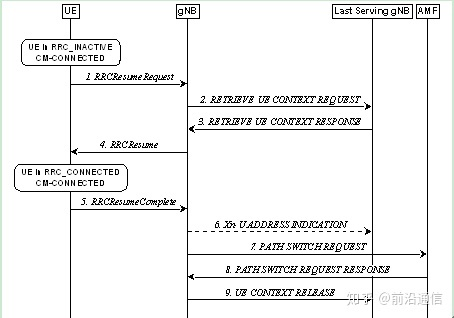 UE
gNB
Last Serving gNB
AMF
UE in RRC_INACTIVE
CM-CONNECTED
1. RRCResumeRequest
2. RETRIEVE UE CONTEXT REQUEST
3. RETRIEVE UE CONTEXT RESPONSE
4. RRCResume
UE in RRC_CONNECTED
CM-CONNECTED
5. RRCResumeComplete
6. Xn-U ADDRESS INDICATION
7. PATH SWITCH REQUEST
8. PATH SWITCH REQUEST RESPONSE
9. UE CONTEXT RELEASE
知乎 @前沿通信